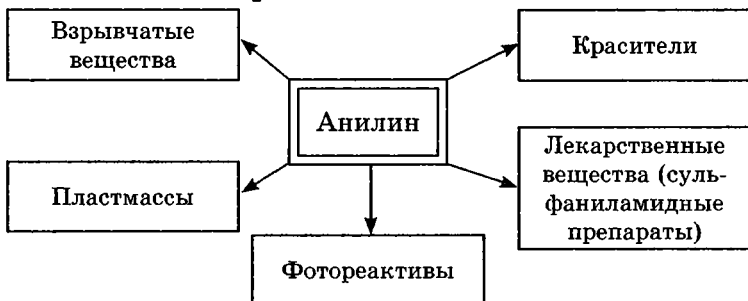 Взрывчатые
вещества
Красители
Анилин
Пластмассы
Лекарственные
вещества (суль-
фаниламидные
препараты)
Фотореактивы